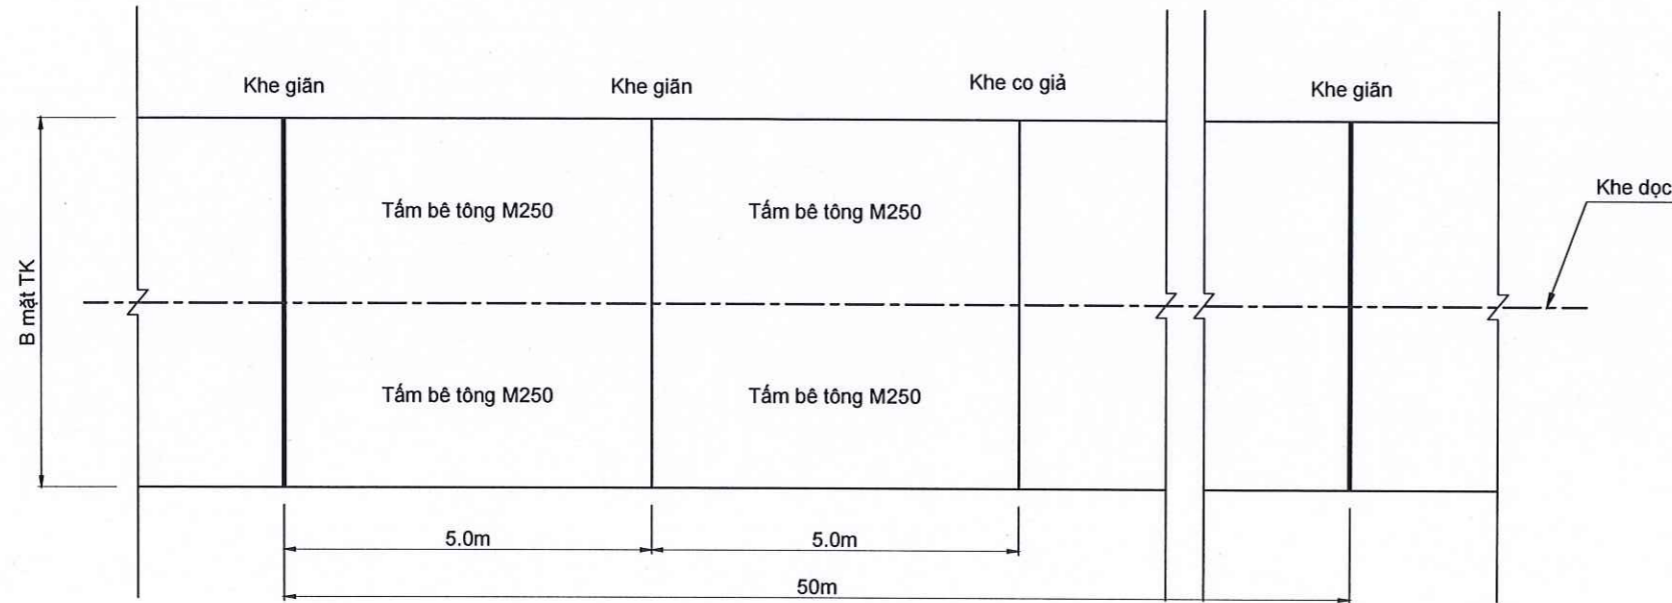 Khe giãn
Khe giãn
Khe co giả
Khe giãn
Khe dọc
Tấm bê tông M250
Tấm bê tông M250
B mặt TK
Tấm bê tông M250
Tấm bê tông M250
5.0m
5.0m
50m